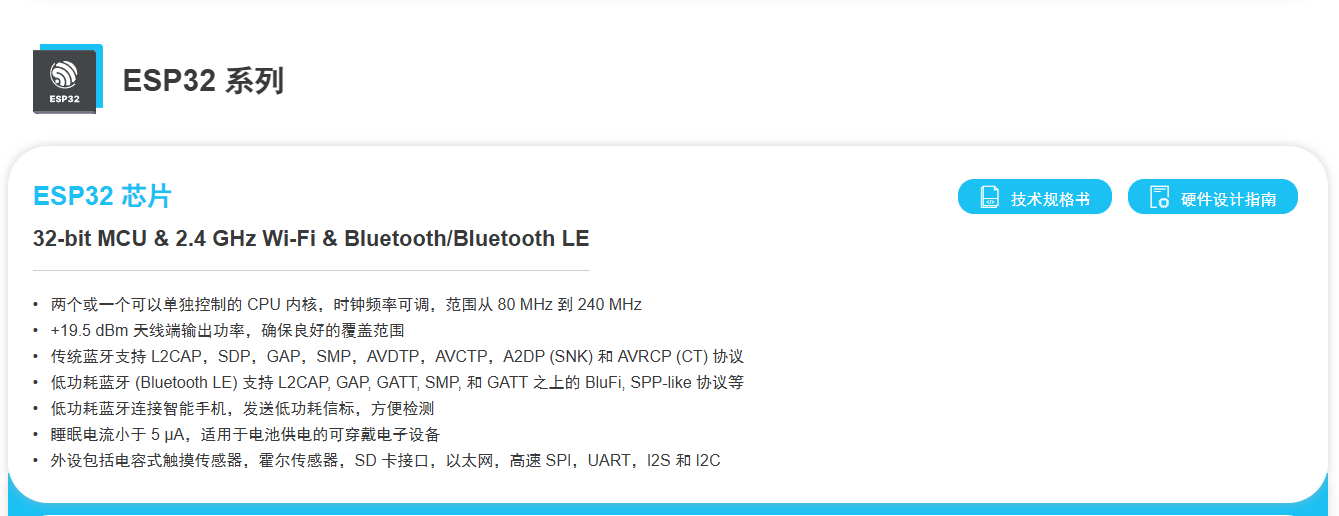 ESP32
ESP32 系列
ESP32 芯片
技术规格书
硬件设计指南
32-bit MCU & 2.4 GHz Wi-Fi & Bluetooth/Bluetooth LE
• 两个或一个可以单独控制的 CPU 内核，时钟频率可调，范围从 80 MHz 到 240 MHz
• +19.5 dBm 天线端输出功率，确保良好的覆盖范围
• 传统蓝牙支持 L2CAP，SDP，GAP，SMP，AVDTP，AVCTP，A2DP (SNK) 和 AVRCP (CT) 协议
• 低功耗蓝牙 (Bluetooth LE) 支持 L2CAP, GAP, GATT, SMP, 和 GATT 之上的 BluFi, SPP-like 协议等
• 低功耗蓝牙连接智能手机，发送低功耗信标，方便检测
• 睡眠电流小于 5 μA，适用于电池供电的可穿戴电子设备
• 外设包括电容式触摸传感器，霍尔传感器，SD 卡接口，以太网，高速 SPI，UART，I2S 和 I2C